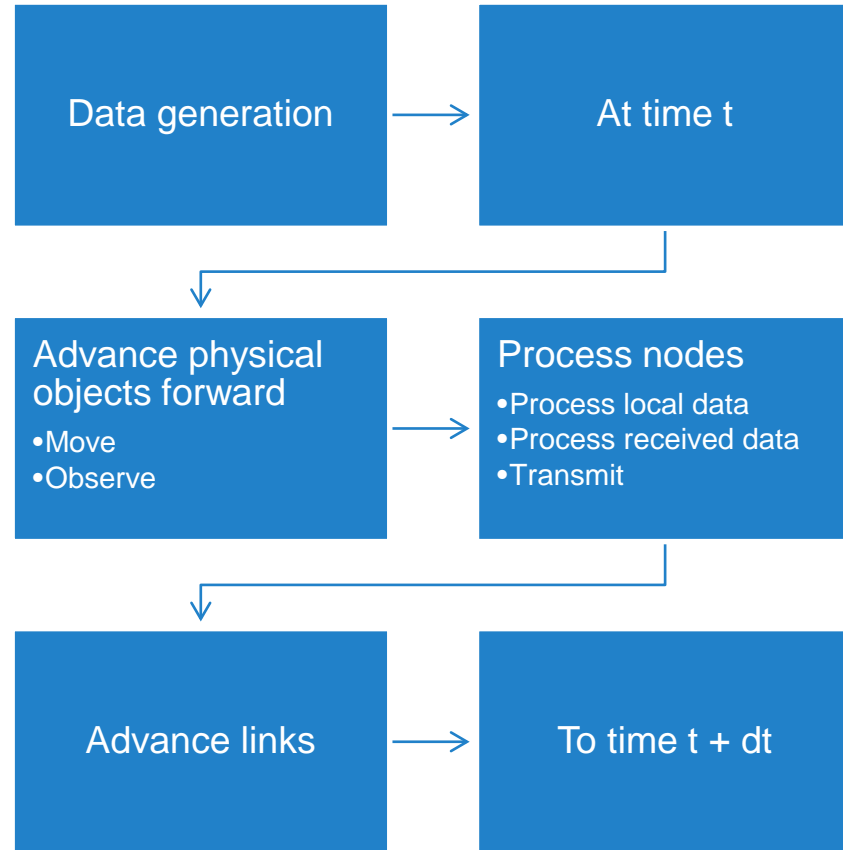 Data generation
At time t
Advance physical
objects forward
•Move
•Observe
Process nodes
•Process local data
•Process received data
•Transmit
Advance links
To time t + dt